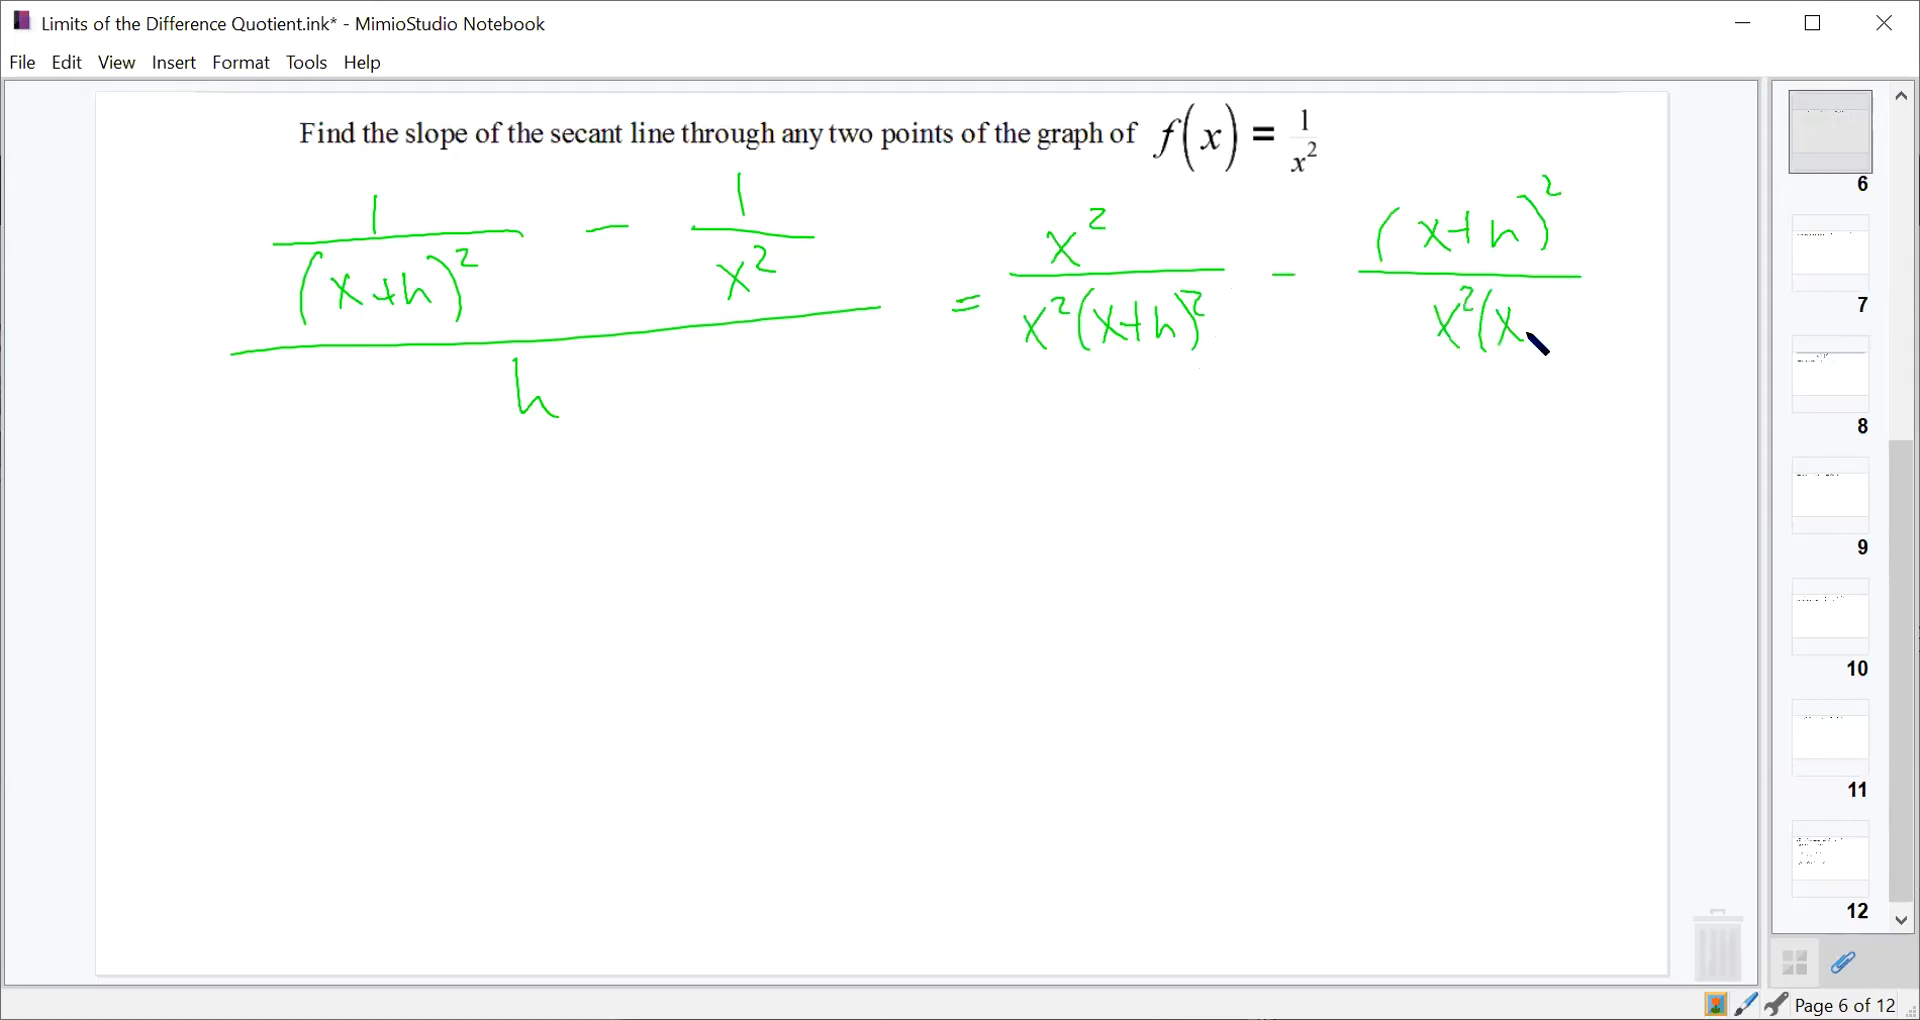 Limits of the Difference Quotient.ink* - MimioStudio Notebook
File Edit View Insert Format Tools Help
Find the slope of the secant line through any two points of the graph of f(x) = 1/x²
1/(x+h)² - 1/x²
h
= x²/x²(x+h)² - (x+h)²/x²(x
6
7
8
9
10
11
12
Page 6 of 12